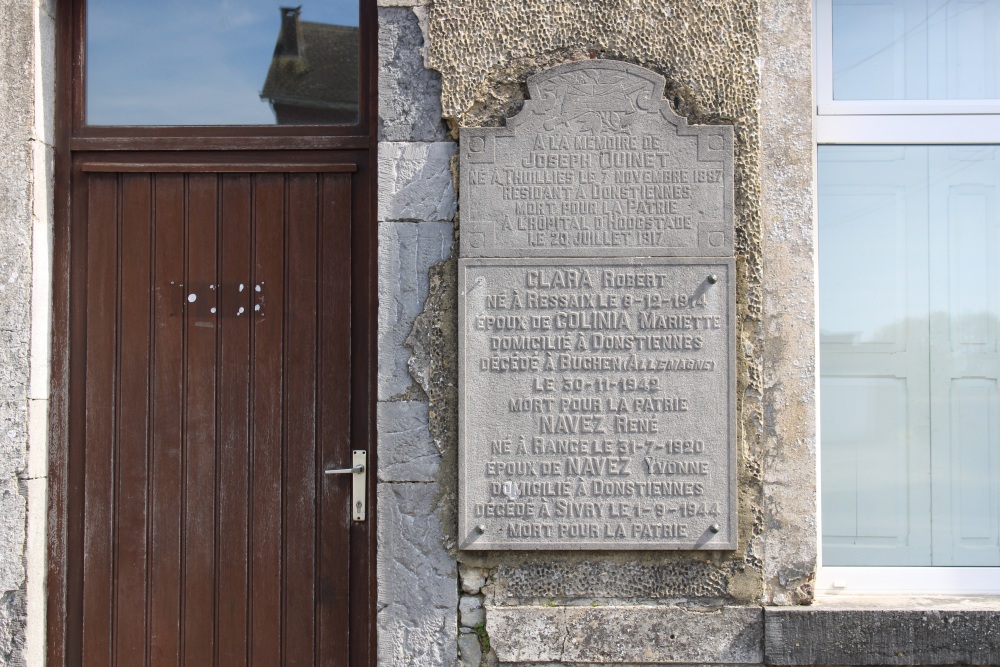 A LA MÉMOIRE DE
JOSEPH QUINET
NÉ A THUILLIES LE 7 NOVEMBRE 1887
RÉSIDANT A DONSTIENNES
MORT POUR LA PATRIE
A L'HÔPITAL D'HOOGSTADE
LE 20 JUILLET 1917
CLARA ROBERT
NÉ À RESSAIX LE 6-12-1914
ÉPOUX DE COLINIA MARIETTE
DOMICILIÉ À DONSTIENNES
DÉCÉDÉ À BUCHEN (ALLEMAGNE)
LE 30-11-1942
MORT POUR LA PATRIE
NAVEZ RENÉ
NÉ À RANCE LE 31-7-1920
ÉPOUX DE NAVEZ YVONNE
DOMICILIÉ À DONSTIENNES
DÉCÉDÉ À SIVRY LE 1-9-1944
MORT POUR LA PATRIE